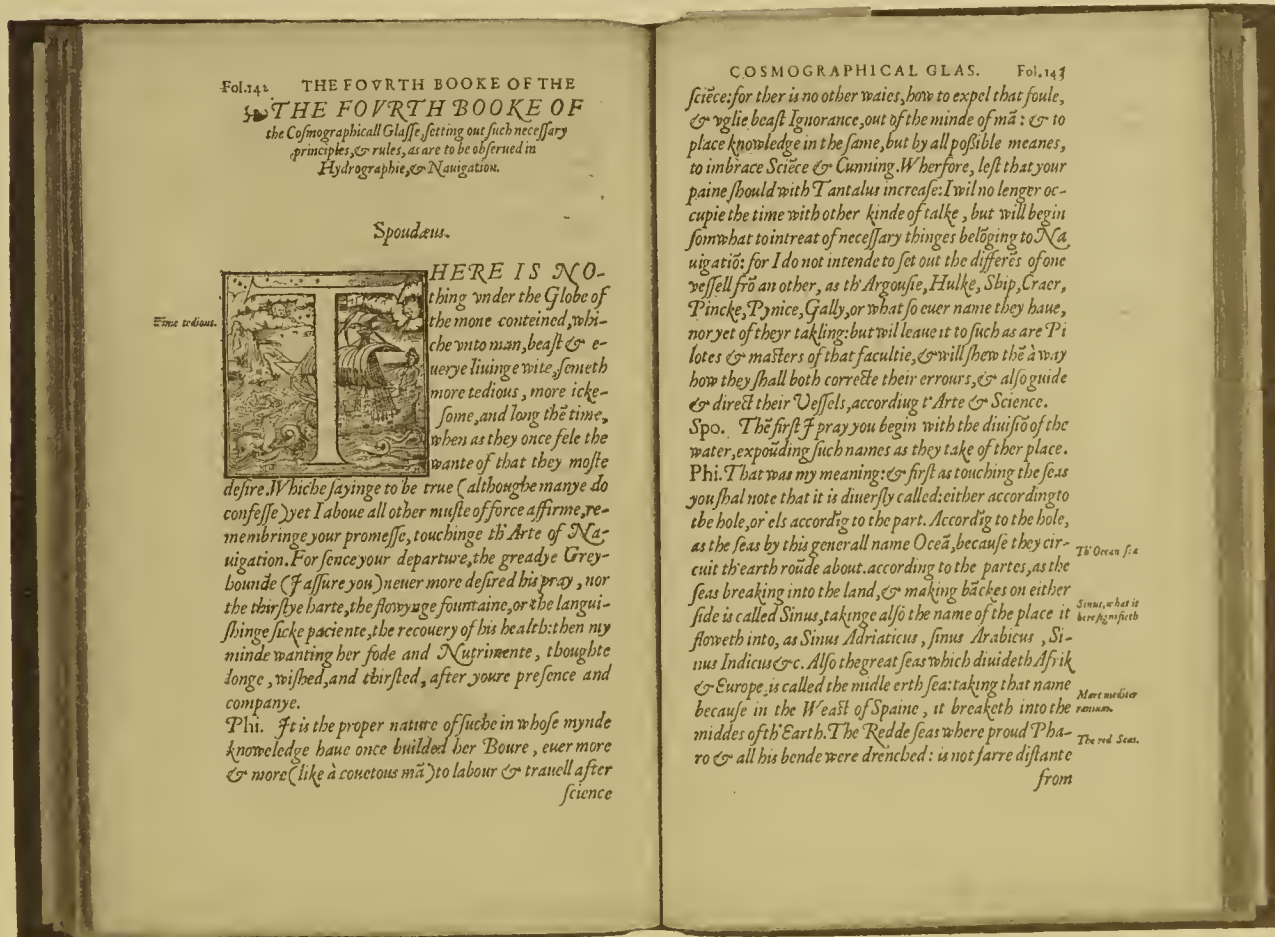 Fol.142 THE FOVRTH BOOKE OF THE
THE FOVRTH BOOKE OF
the Coſmographicall Glaſſe, ſetting out ſuch neceſſary
principles, & rules, as are to be obſerued in
Hydrographie, & Nauigation.
Spoudæus.
THERE IS NO-
thing vnder the Globe of
Time tedious.
the mone conteined, whi-
che vnto man, beaſt & e-
uerye liuinge wite, ſemeth
more tedious, more icke-
ſome, and long thē time,
when as they once fele the
wante of that they moſte
deſire. Whiche ſayinge to be true (althoughe manye do
confeſſe) yet I aboue all other muſte of force affirme, re-
membringe your promeſſe, touchinge th' Arte of Na-
uigation. For ſence your departure, the greadye Grey-
hounde (I aſſure you) neuer more deſired his pray, nor
the thirſtye harte, the flowynge fountaine, or the langui-
ſhinge ſicke paciente, the recouery of his health: then my
minde wanting her fode and Nutrimente, thoughte
longe, wiſhed, and thirſted, after youre preſence and
companye.
Phi. It is the proper nature of ſuche in whoſe mynde
knoweledge haue once builded her Boure, euer more
& more (like à couetous mā) to labour & trauell after
ſcience
COSMOGRAPHICAL GLAS. Fol.143
ſciēce: for ther is no other waies, how to expel that foule,
& vglie beaſt Ignorance, out of the minde of mā: & to
place knowledge in the ſame, but by all poſsible meanes,
to imbrace Sciēce & Cunning. Wherfore, leſt that your
paine ſhould with Tantalus increaſe: I wil no lenger oc-
cupie the time with other kinde of talke, but will begin
ſomwhat to intreat of neceſſary thinges belōging to Na
uigatiō: for I do not intende to ſet out the differēs of one
veſſell frō an other, as th' Argouſie, Hulke, Ship, Craer,
Pincke, Pynice, Gally, or what ſo euer name they haue,
nor yet of theyr takling: but wil leaue it to ſuch as are Pi
lotes & maſters of that facultie, & will ſhew thē à way
how they ſhall both correcte their errours, & alſo guide
& direct their Veſſels, accordiug t' Arte & Science.
Spo. Thē firſt I pray you begin with the diuiſiō of the
water, expoūding ſuch names as they take of ther place.
Phi. That was my meaning: & firſt as touching the ſeas
you ſhal note that it is diuerſly called: either according to
the hole, or els accordīg to the part. Accordīg to the hole,
as the ſeas by this generall name Oceā, becauſe they cir-
Th' Ocean ſea
cuit th'earth roūde about. according to the partes, as the
ſeas breaking into the land, & making bāckes on either
ſide is called Sinus, takinge alſo the name of the place it
Sinus, what it
here ſignifieth
floweth into, as Sinus Adriaticus, ſinus Arabicus, Si-
nus Indicus &c. Alſo the great ſeas which diuideth Afrik
& Europe, is called the midle erth ſea: taking that name
becauſe in the Weaſt of Spaine, it breaketh into the
Mare mediter
raneum.
middes of th' Earth. The Redde ſeas where proud Pha-
The red Seas.
ro & all his bende were drēnched: is not farre diſtante
from